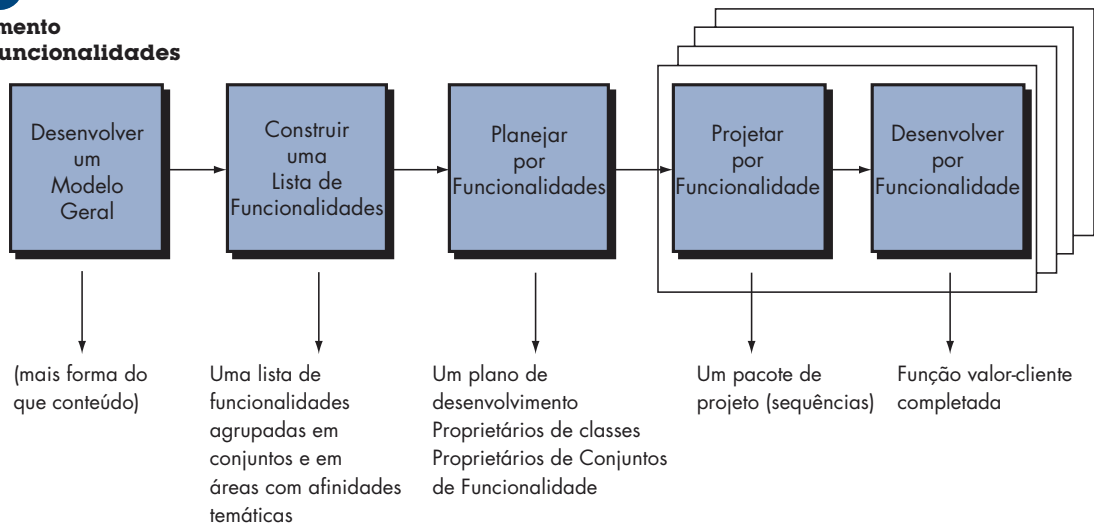 uncionalidades
Desenvolver
um
Modelo
Geral
Construir
uma
Lista de
Funcionalidades
Planejar
por
Funcionalidades
Projetar
por
Funcionalidade
Desenvolver
por
Funcionalidade
(mais forma do
que conteúdo)
Uma lista de
funcionalidades
agrupadas em
conjuntos e em
áreas com afinidades
temáticas
Um plano de
desenvolvimento
Proprietários de classes
Proprietários de Conjuntos
de Funcionalidade
Um pacote de
projeto (sequências)
Função valor-cliente
completada